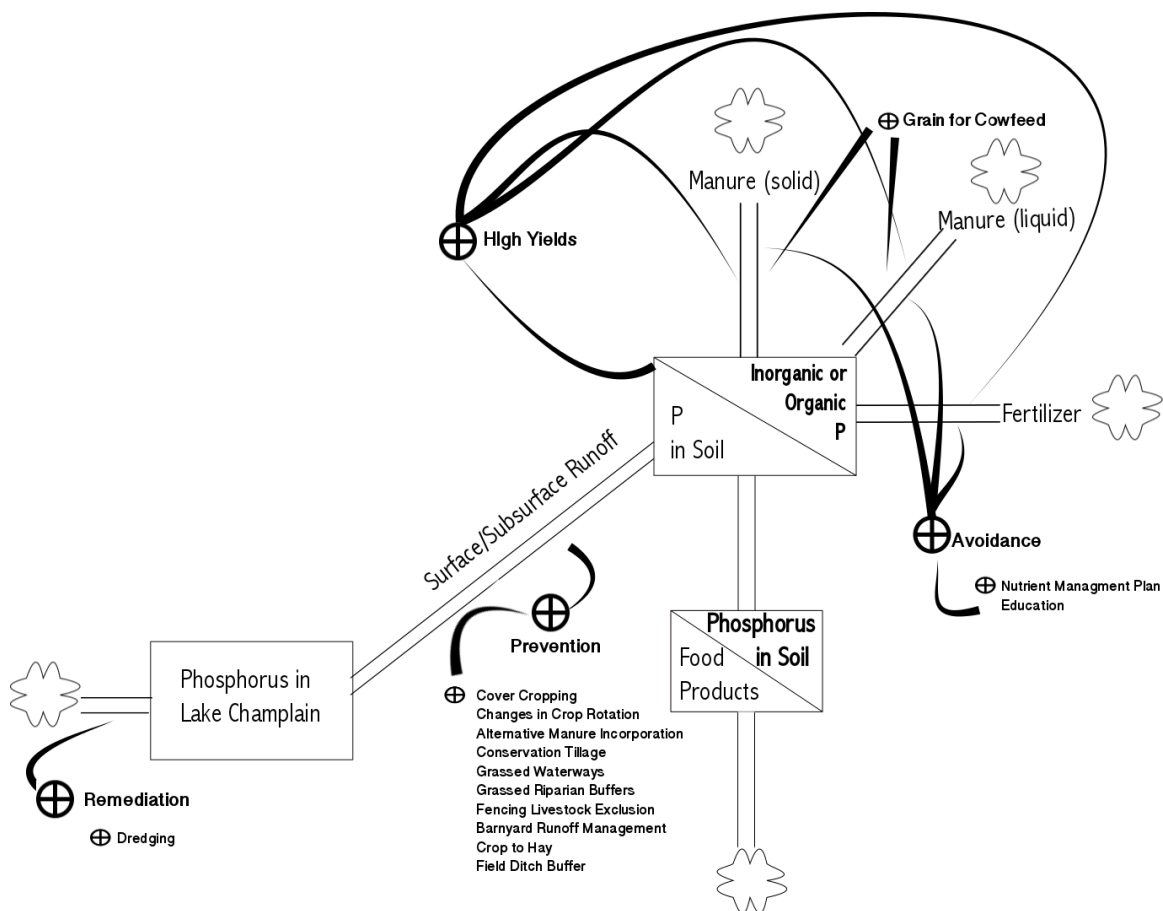 Grain for Cowfeed
Manure (solid)
Manure (liquid)
HIgh Yields
Inorganic or
Organic
P
P
in Soil
Fertilizer
Surface/Subsurface Runoff
Avoidance
Nutrient Managment Plan
Education
Prevention
Phosphorus
in Soil
Food
Products
Phosphorus in
Lake Champlain
Cover Cropping
Changes in Crop Rotation
Alternative Manure Incorporation
Conservation Tillage
Grassed Waterways
Grassed Riparian Buffers
Fencing Livestock Exclusion
Barnyard Runoff Management
Crop to Hay
Field Ditch Buffer
Remediation
Dredging